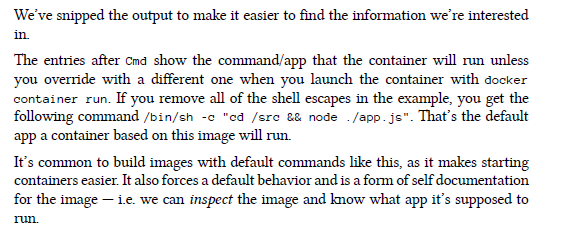 We've snipped the output to make it easier to find the information we're interested
in.
The entries after Cmd show the command/app that the container will run unless
you override with a different one when you launch the container with docker
container run. If you remove all of the shell escapes in the example, you get the
following command /bin/sh -c "cd /src && node ./app.js". That's the default
app a container based on this image will run.
It's common to build images with default commands like this, as it makes starting
containers easier. It also forces a default behavior and is a form of self documentation
for the image — i.e. we can inspect the image and know what app it's supposed to
run.